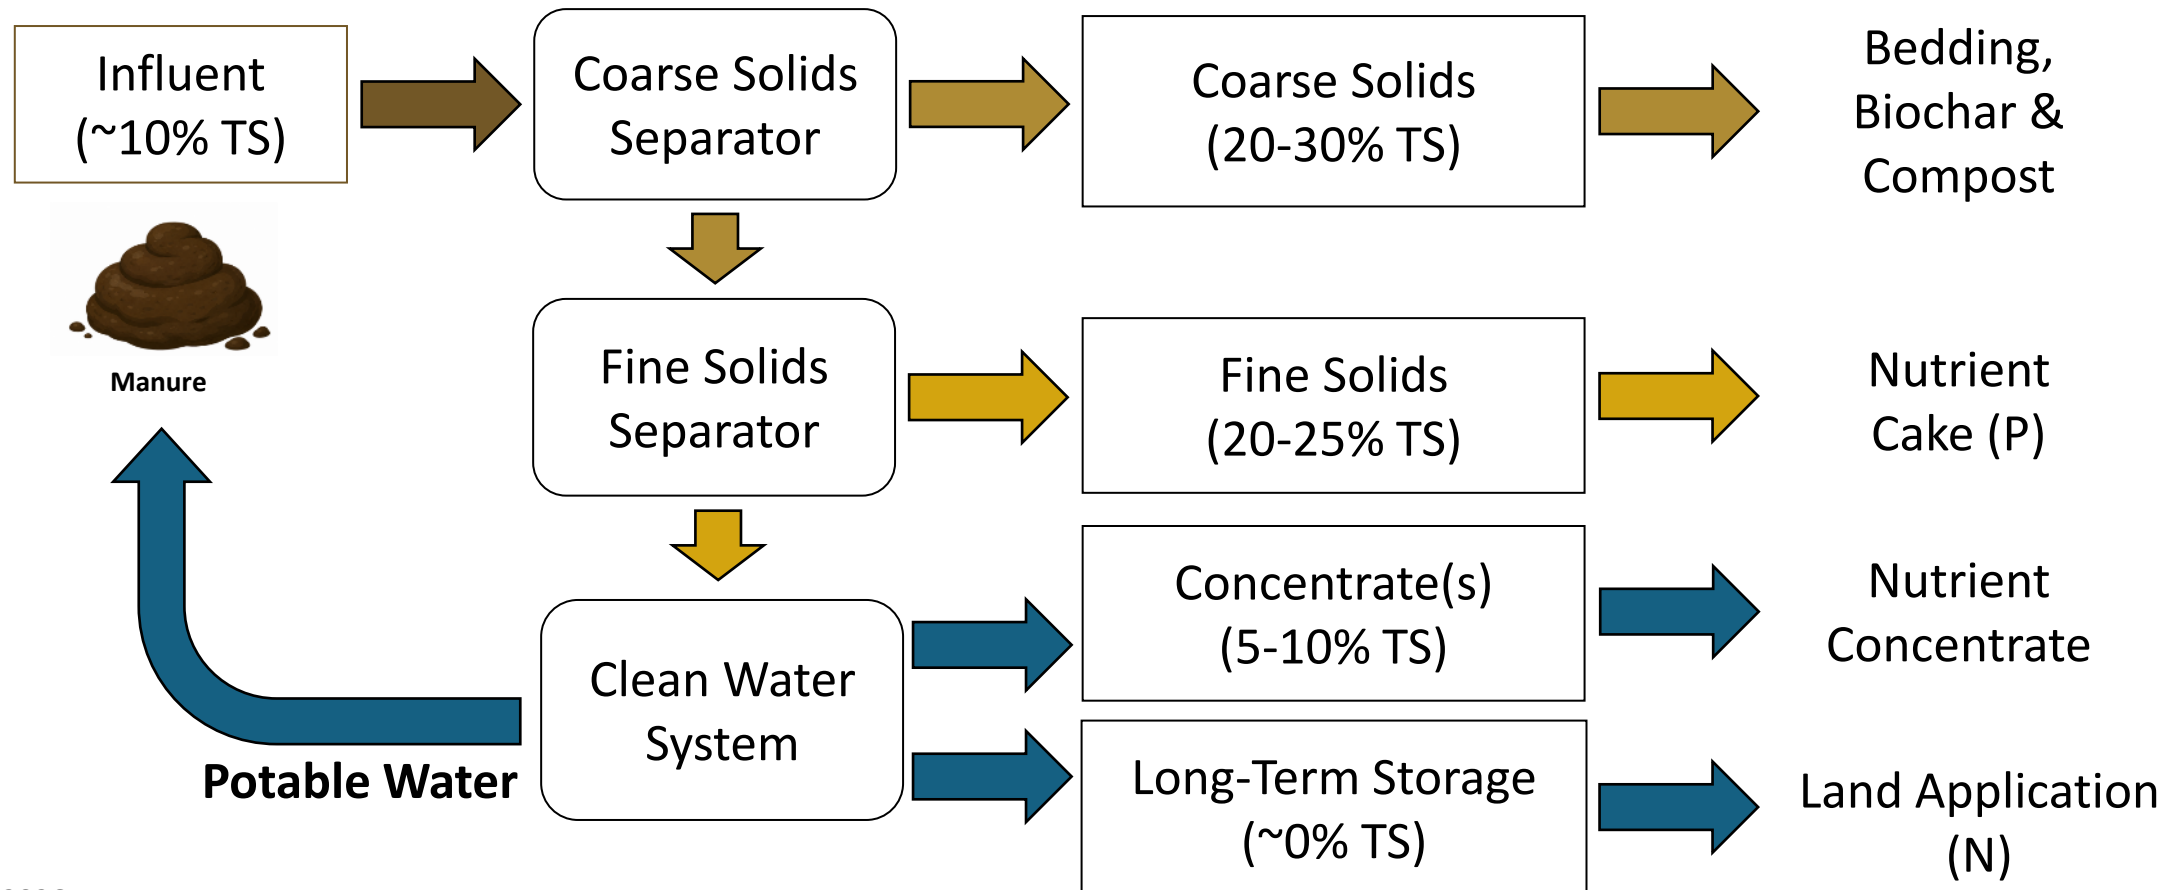 Influent
(~10% TS)
Coarse Solids
Separator
Coarse Solids
(20-30% TS)
Bedding,
Biochar &
Compost
Manure
Fine Solids
Separator
Fine Solids
(20-25% TS)
Nutrient
Cake (P)
Clean Water
System
Concentrate(s)
(5-10% TS)
Nutrient
Concentrate
Potable Water
Long-Term Storage
(~0% TS)
Land Application
(N)